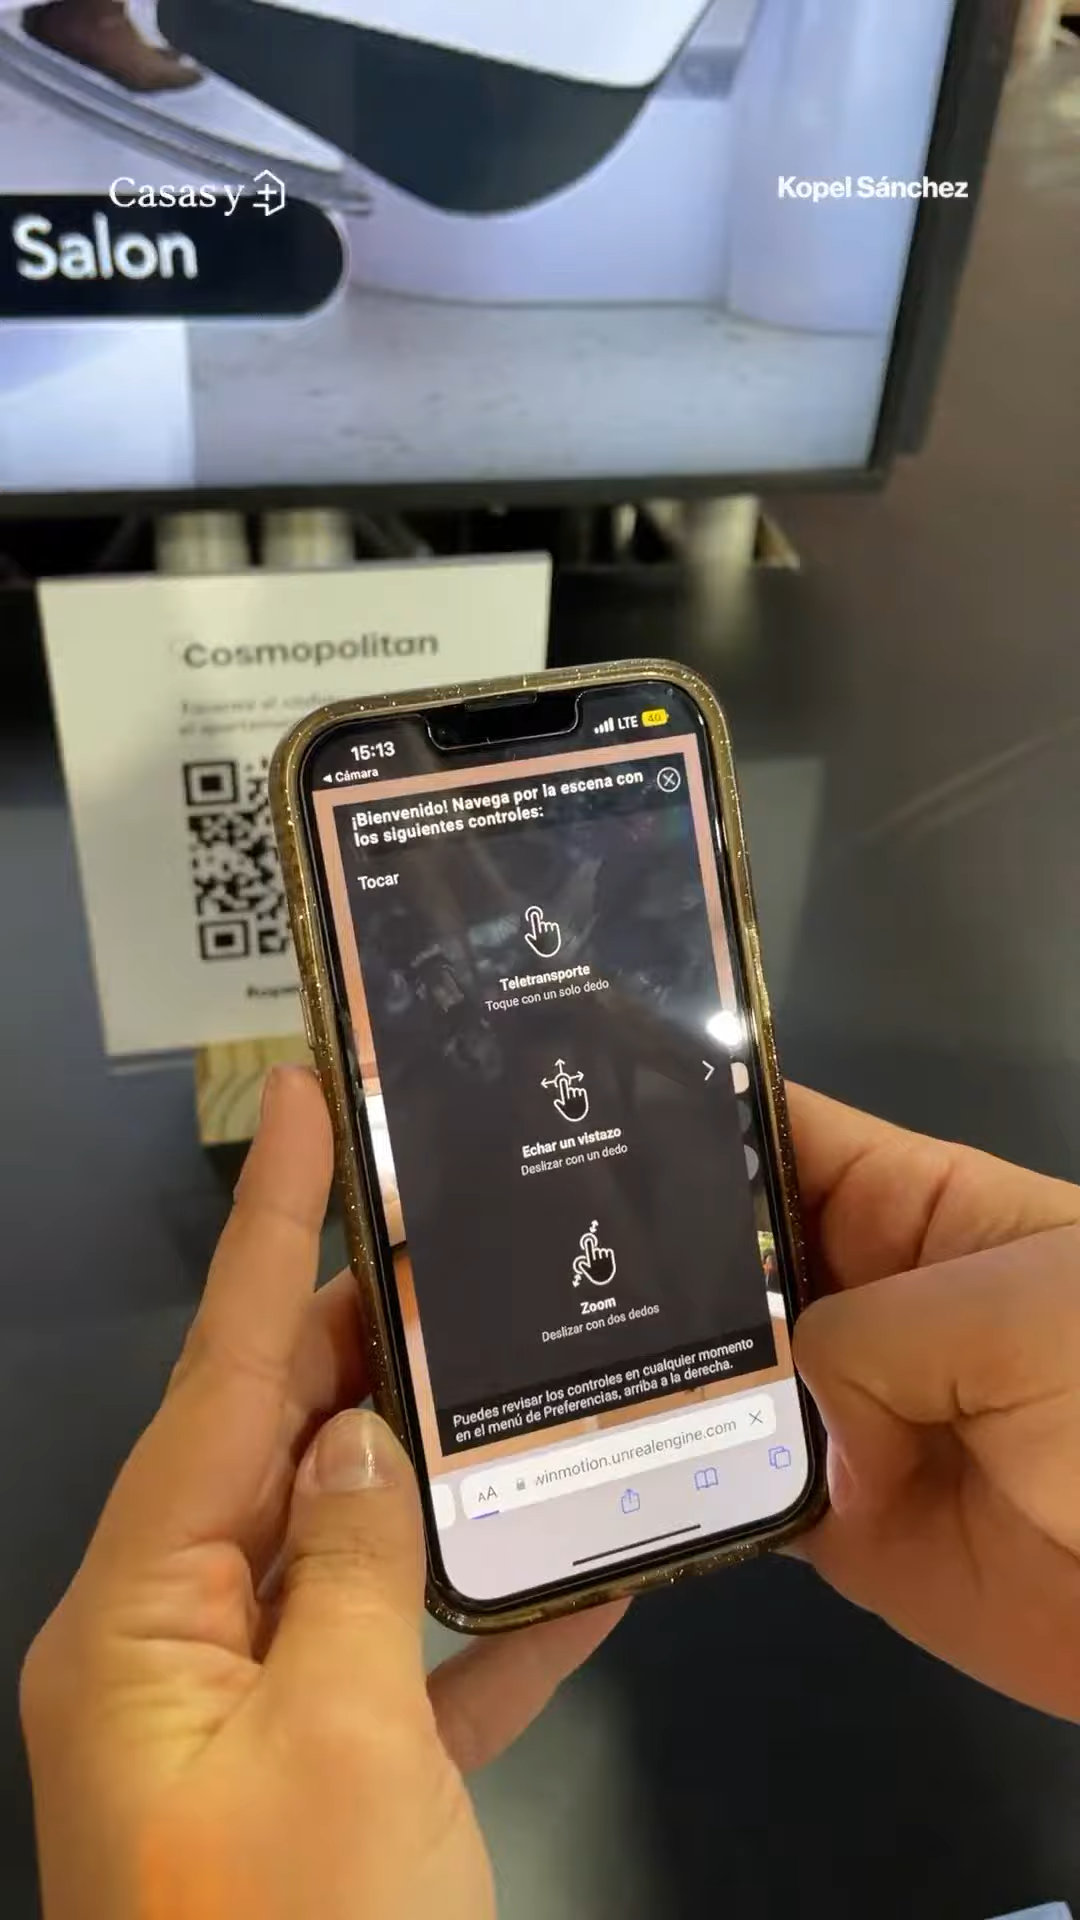 Casas y
Kopel Sánchez
Salon
Cosmopolitan
15:13
LTE
40
Cámara
¡Bienvenido! Navega por la escena con
los siguientes controles:
Tocar
Teletransporte
Toque con un solo dedo
Echar un vistazo
Deslizar con un dedo
Zoom
Deslizar con dos dedos
Puedes revisar los controles en cualquier momento
en el menú de Preferencias, arriba a la derecha.
AA
winmotion.unrealengine.com